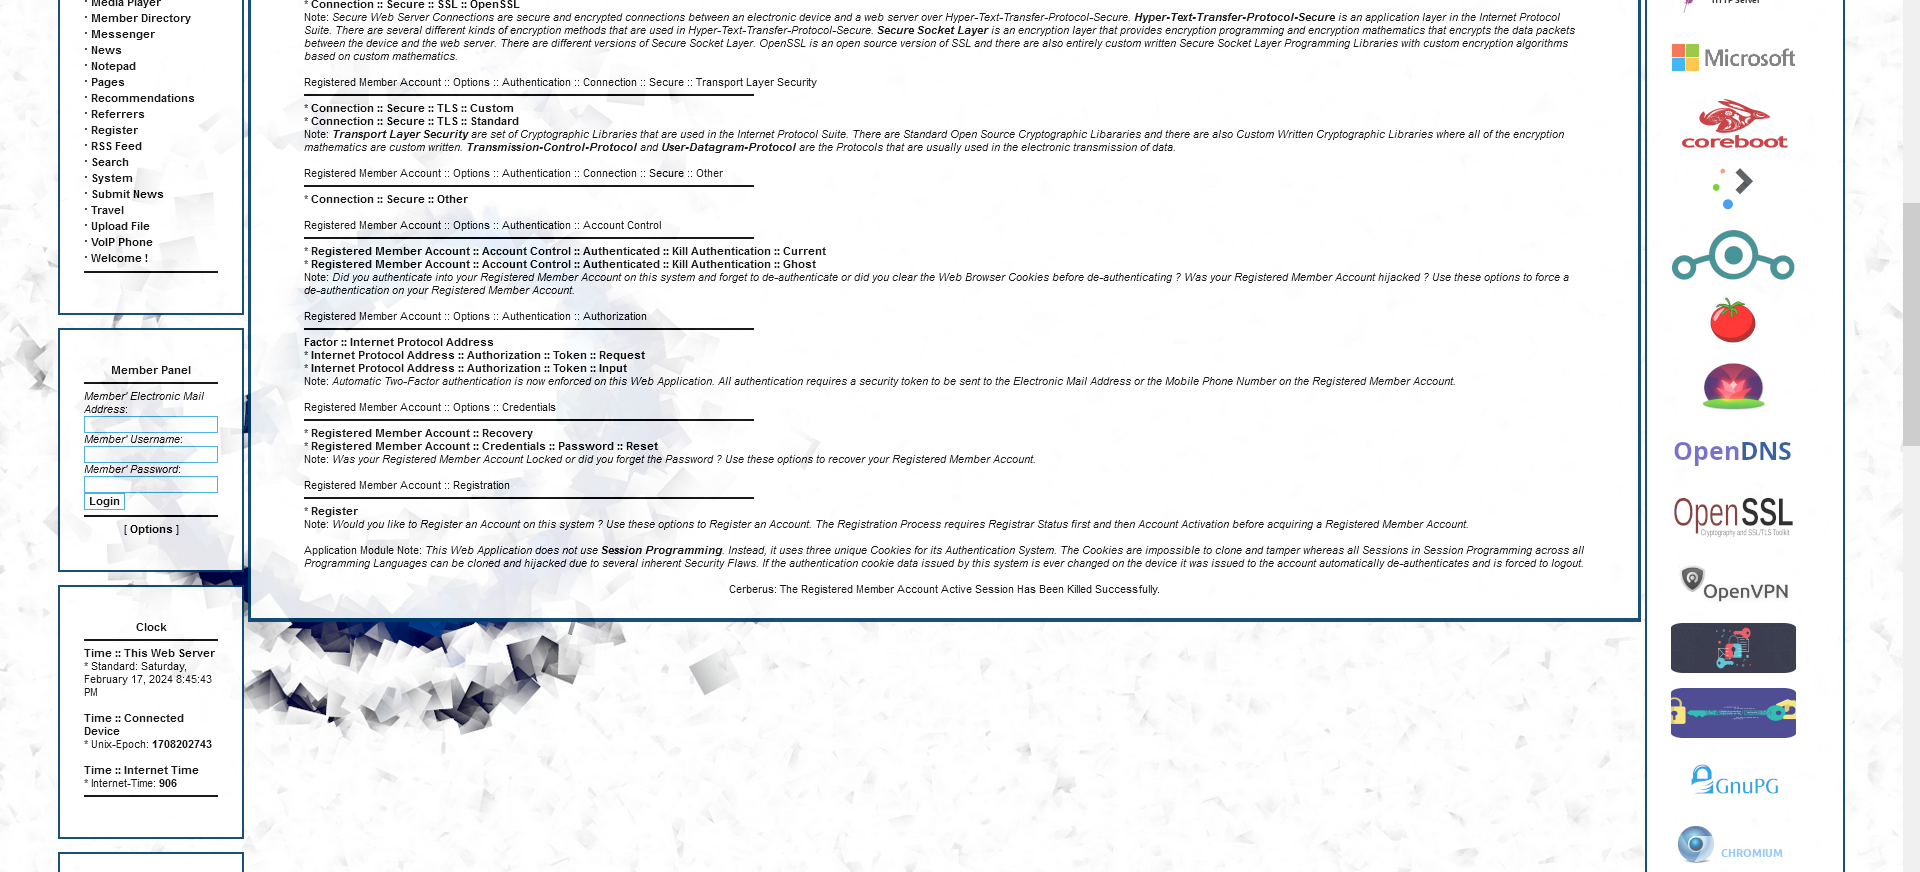 · Media Player
· Member Directory
· Messenger
· News
· Notepad
· Pages
· Recommendations
· Referrers
· Register
· RSS Feed
· Search
· System
· Submit News
· Travel
· Upload File
· VoIP Phone
· Welcome !
Member Panel
Member' Electronic Mail
Address:
Member' Username:
Member' Password:
Login
[ Options ]
Clock
Time :: This Web Server
* Standard: Saturday,
February 17, 2024 8:45:43
PM
Time :: Connected
Device
* Unix-Epoch: 1708202743
Time :: Internet Time
* Internet-Time: 906
* Connection :: Secure :: SSL :: OpenSSL
Note: Secure Web Server Connections are secure and encrypted connections between an electronic device and a web server over Hyper-Text-Transfer-Protocol-Secure. Hyper-Text-Transfer-Protocol-Secure is an application layer in the Internet Protocol
Suite. There are several different kinds of encryption methods that are used in Hyper-Text-Transfer-Protocol-Secure. Secure Socket Layer is an encryption layer that provides encryption programming and encryption mathematics that encrypts the data packets
between the device and the web server. There are different versions of Secure Socket Layer. OpenSSL is an open source version of SSL and there are also entirely custom written Secure Socket Layer Programming Libraries with custom encryption algorithms
based on custom mathematics.
Registered Member Account :: Options :: Authentication :: Connection :: Secure :: Transport Layer Security
* Connection :: Secure :: TLS :: Custom
* Connection :: Secure :: TLS :: Standard
Note: Transport Layer Security are set of Cryptographic Libraries that are used in the Internet Protocol Suite. There are Standard Open Source Cryptographic Libararies and there are also Custom Written Cryptographic Libraries where all of the encryption
mathematics are custom written. Transmission-Control-Protocol and User-Datagram-Protocol are the Protocols that are usually used in the electronic transmission of data.
Registered Member Account :: Options :: Authentication :: Connection :: Secure :: Other
* Connection :: Secure :: Other
Registered Member Account :: Options :: Authentication :: Account Control
* Registered Member Account :: Account Control :: Authenticated :: Kill Authentication :: Current
* Registered Member Account :: Account Control :: Authenticated :: Kill Authentication :: Ghost
Note: Did you authenticate into your Registered Member Account on this system and forget to de-authenticate or did you clear the Web Browser Cookies before de-authenticating ? Was your Registered Member Account hijacked ? Use these options to force a
de-authentication on your Registered Member Account.
Registered Member Account :: Options :: Authentication :: Authorization
Factor :: Internet Protocol Address
* Internet Protocol Address :: Authorization :: Token :: Request
* Internet Protocol Address :: Authorization :: Token :: Input
Note: Automatic Two-Factor authentication is now enforced on this Web Application. All authentication requires a security token to be sent to the Electronic Mail Address or the Mobile Phone Number on the Registered Member Account.
Registered Member Account :: Options :: Credentials
* Registered Member Account :: Recovery
* Registered Member Account :: Credentials :: Password :: Reset
Note: Was your Registered Member Account Locked or did you forget the Password ? Use these options to recover your Registered Member Account.
Registered Member Account :: Registration
* Register
Note: Would you like to Register an Account on this system ? Use these options to Register an Account. The Registration Process requires Registrar Status first and then Account Activation before acquiring a Registered Member Account.
Application Module Note: This Web Application does not use Session Programming. Instead, it uses three unique Cookies for its Authentication System. The Cookies are impossible to clone and tamper whereas all Sessions in Session Programming across all
Programming Languages can be cloned and hijacked due to several inherent Security Flaws. If the authentication cookie data issued by this system is ever changed on the device it was issued to the account automatically de-authenticates and is forced to logout.
Cerberus: The Registered Member Account Active Session Has Been Killed Successfully.
HTTP Server
Microsoft
coreboot
OpenDNS
OpenSSL
Cryptography and SSL/TLS Toolkit
OpenVPN
GnuPG
CHROMIUM